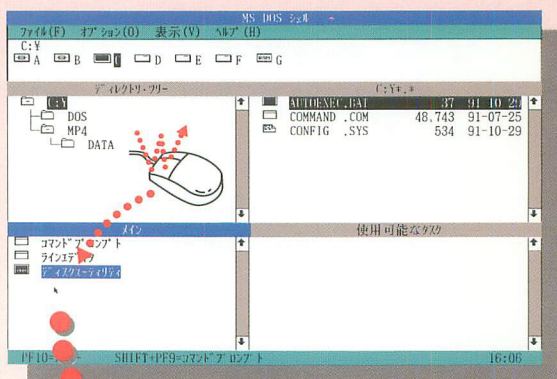 MS DOS シェル
ファイル(F) オプション(O) 表示(V) ヘルプ(H)
C:¥
A B C D E F G
ディレクトリ・ツリー
C:¥*.*
C:¥
DOS
MP4
DATA
AUTOEXEC.BAT 37 91-10-29
COMMAND .COM 48,743 91-07-25
CONFIG .SYS 534 91-10-29
メイン
使用可能なタスク
コマンドプロンプト
ラインエディタ
ディスクユーティリティ
SHIFT+PF9=コマンドプロンプト
16:06